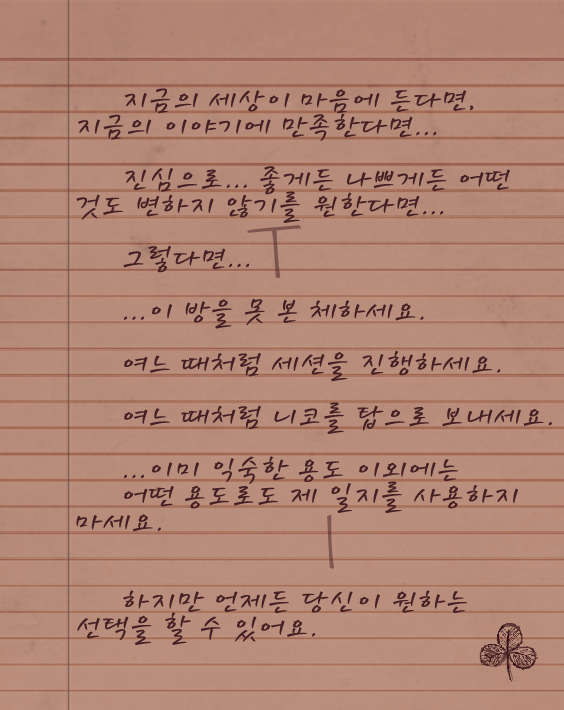 지금의 세상이 마음에 든다면,
지금의 이야기에 만족한다면...
진심으로... 좋게든 나쁘게든 어떤
것도 변하지 않기를 원한다면...
그렇다면...
...이 방을 못 본 체하세요.
여느 때처럼 세션을 진행하세요.
여느 때처럼 니코를 탑으로 보내세요.
...이미 익숙한 용도 이외에는
어떤 용도로도 제 일지를 사용하지
마세요.
하지만 언제든 당신이 원하는
선택을 할 수 있어요.